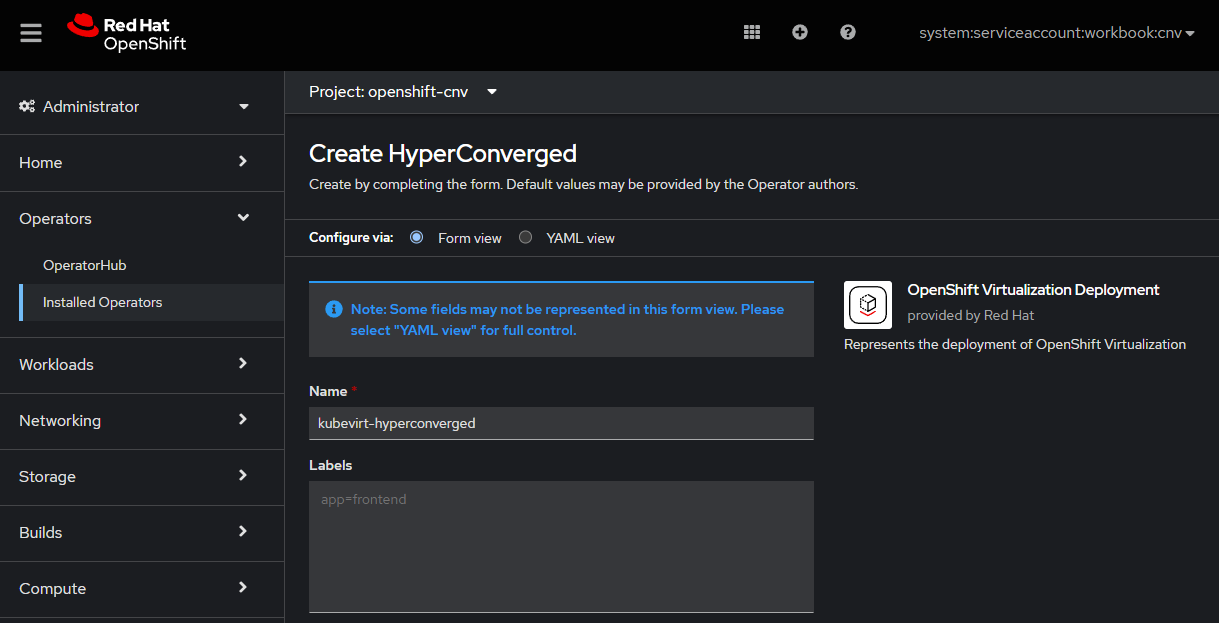 Red Hat
OpenShift
system:serviceaccount:workbook:cnv
Administrator
Home
Operators
OperatorHub
Installed Operators
Workloads
Networking
Storage
Builds
Compute
Project: openshift-cnv
Create HyperConverged
Create by completing the form. Default values may be provided by the Operator authors.
Configure via: Form view YAML view
Note: Some fields may not be represented in this form view. Please
select "YAML view" for full control.
Name *
kubevirt-hyperconverged
Labels
app=frontend
OpenShift Virtualization Deployment
provided by Red Hat
Represents the deployment of OpenShift Virtualization